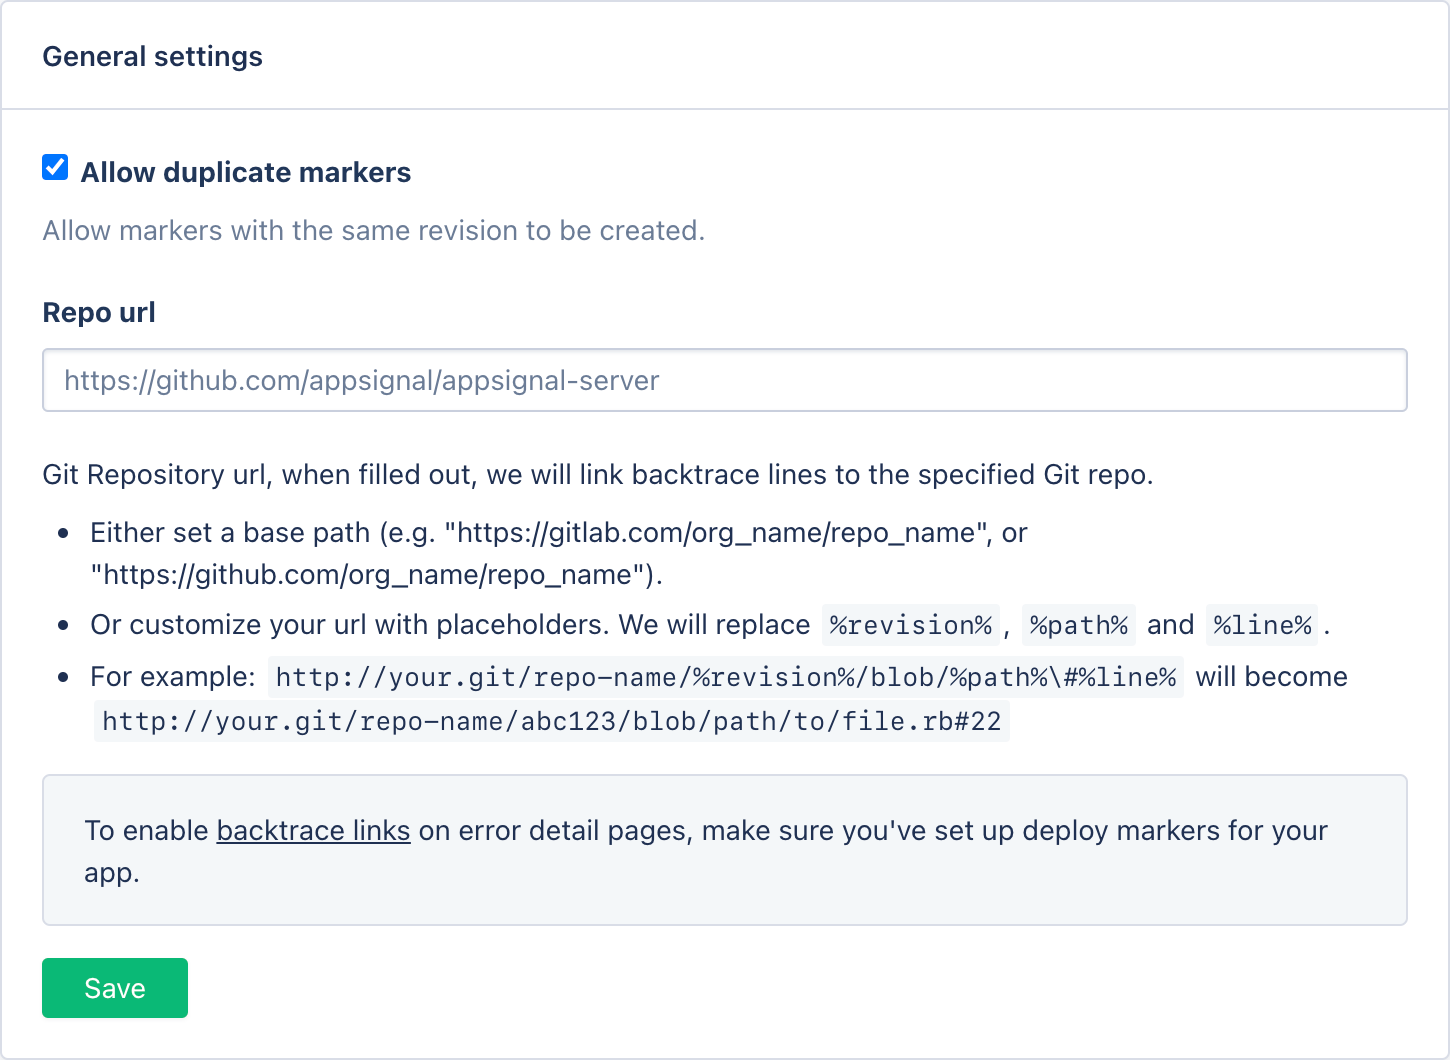 General settings
Allow duplicate markers
Allow markers with the same revision to be created.
Repo url
https://github.com/appsignal/appsignal-server
Git Repository url, when filled out, we will link backtrace lines to the specified Git repo.
• Either set a base path (e.g. "https://gitlab.com/org_name/repo_name", or
"https://github.com/org_name/repo_name").
• Or customize your url with placeholders. We will replace %revision%, %path% and %line%.
• For example: http://your.git/repo-name/%revision%/blob/%path%\#%line% will become
http://your.git/repo-name/abc123/blob/path/to/file.rb#22
To enable backtrace links on error detail pages, make sure you've set up deploy markers for your
app.
Save